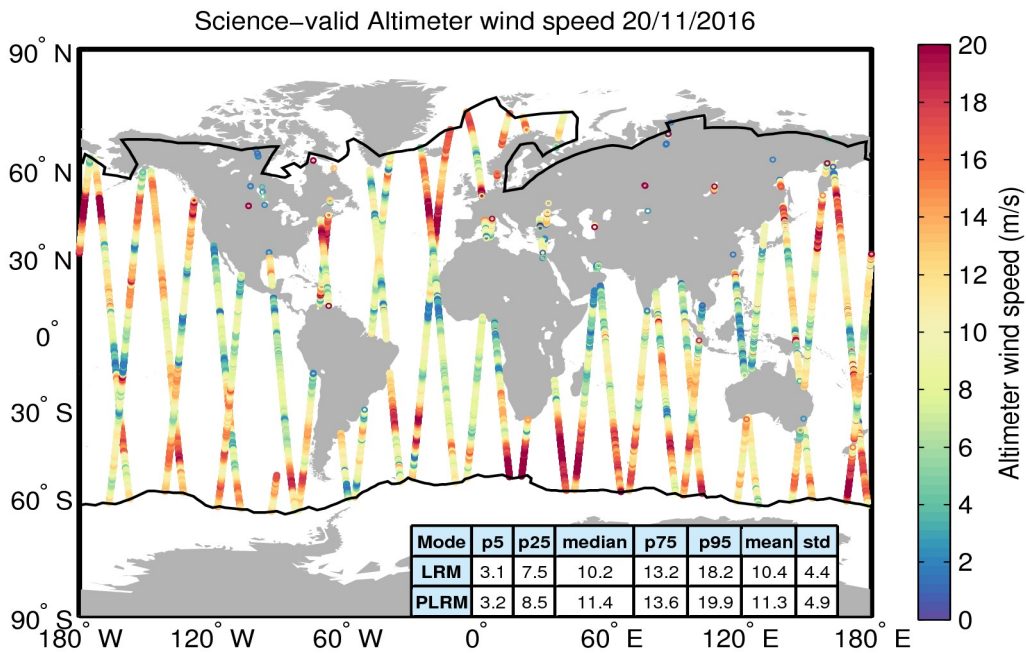 Science−valid Altimeter wind speed 20/11/2016
90° N
60° N
30° N
0°
30° S
60° S
90° S
180° W
120° W
60° W
0°
60° E
120° E
180° E
Mode p5 p25 median p75 p95 mean std
LRM 3.1 7.5 10.2 13.2 18.2 10.4 4.4
PLRM 3.2 8.5 11.4 13.6 19.9 11.3 4.9
20
18
16
14
12
10
8
6
4
2
0
Altimeter wind speed (m/s)